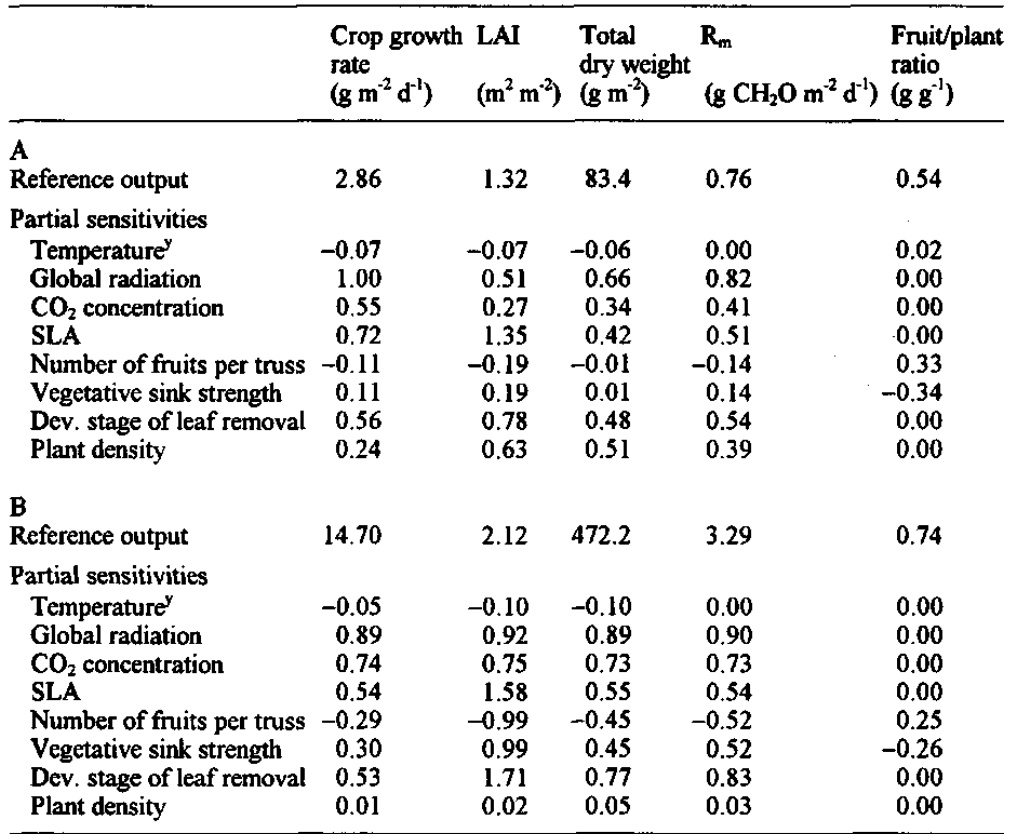 Crop growth LAI Total Rₘ Fruit/plant
rate dry weight ratio
(g m⁻² d⁻¹) (m² m⁻²) (g m⁻²) (g CH₂O m⁻² d⁻¹) (g g⁻¹)
A
Reference output 2.86 1.32 83.4 0.76 0.54
Partial sensitivities
Temperatureʸ −0.07 −0.07 −0.06 0.00 0.02
Global radiation 1.00 0.51 0.66 0.82 0.00
CO₂ concentration 0.55 0.27 0.34 0.41 0.00
SLA 0.72 1.35 0.42 0.51 0.00
Number of fruits per truss −0.11 −0.19 −0.01 −0.14 0.33
Vegetative sink strength 0.11 0.19 0.01 0.14 −0.34
Dev. stage of leaf removal 0.56 0.78 0.48 0.54 0.00
Plant density 0.24 0.63 0.51 0.39 0.00
B
Reference output 14.70 2.12 472.2 3.29 0.74
Partial sensitivities
Temperatureʸ −0.05 −0.10 −0.10 0.00 0.00
Global radiation 0.89 0.92 0.89 0.90 0.00
CO₂ concentration 0.74 0.75 0.73 0.73 0.00
SLA 0.54 1.58 0.55 0.54 0.00
Number of fruits per truss −0.29 −0.99 −0.45 −0.52 0.25
Vegetative sink strength 0.30 0.99 0.45 0.52 −0.26
Dev. stage of leaf removal 0.53 1.71 0.77 0.83 0.00
Plant density 0.01 0.02 0.05 0.03 0.00